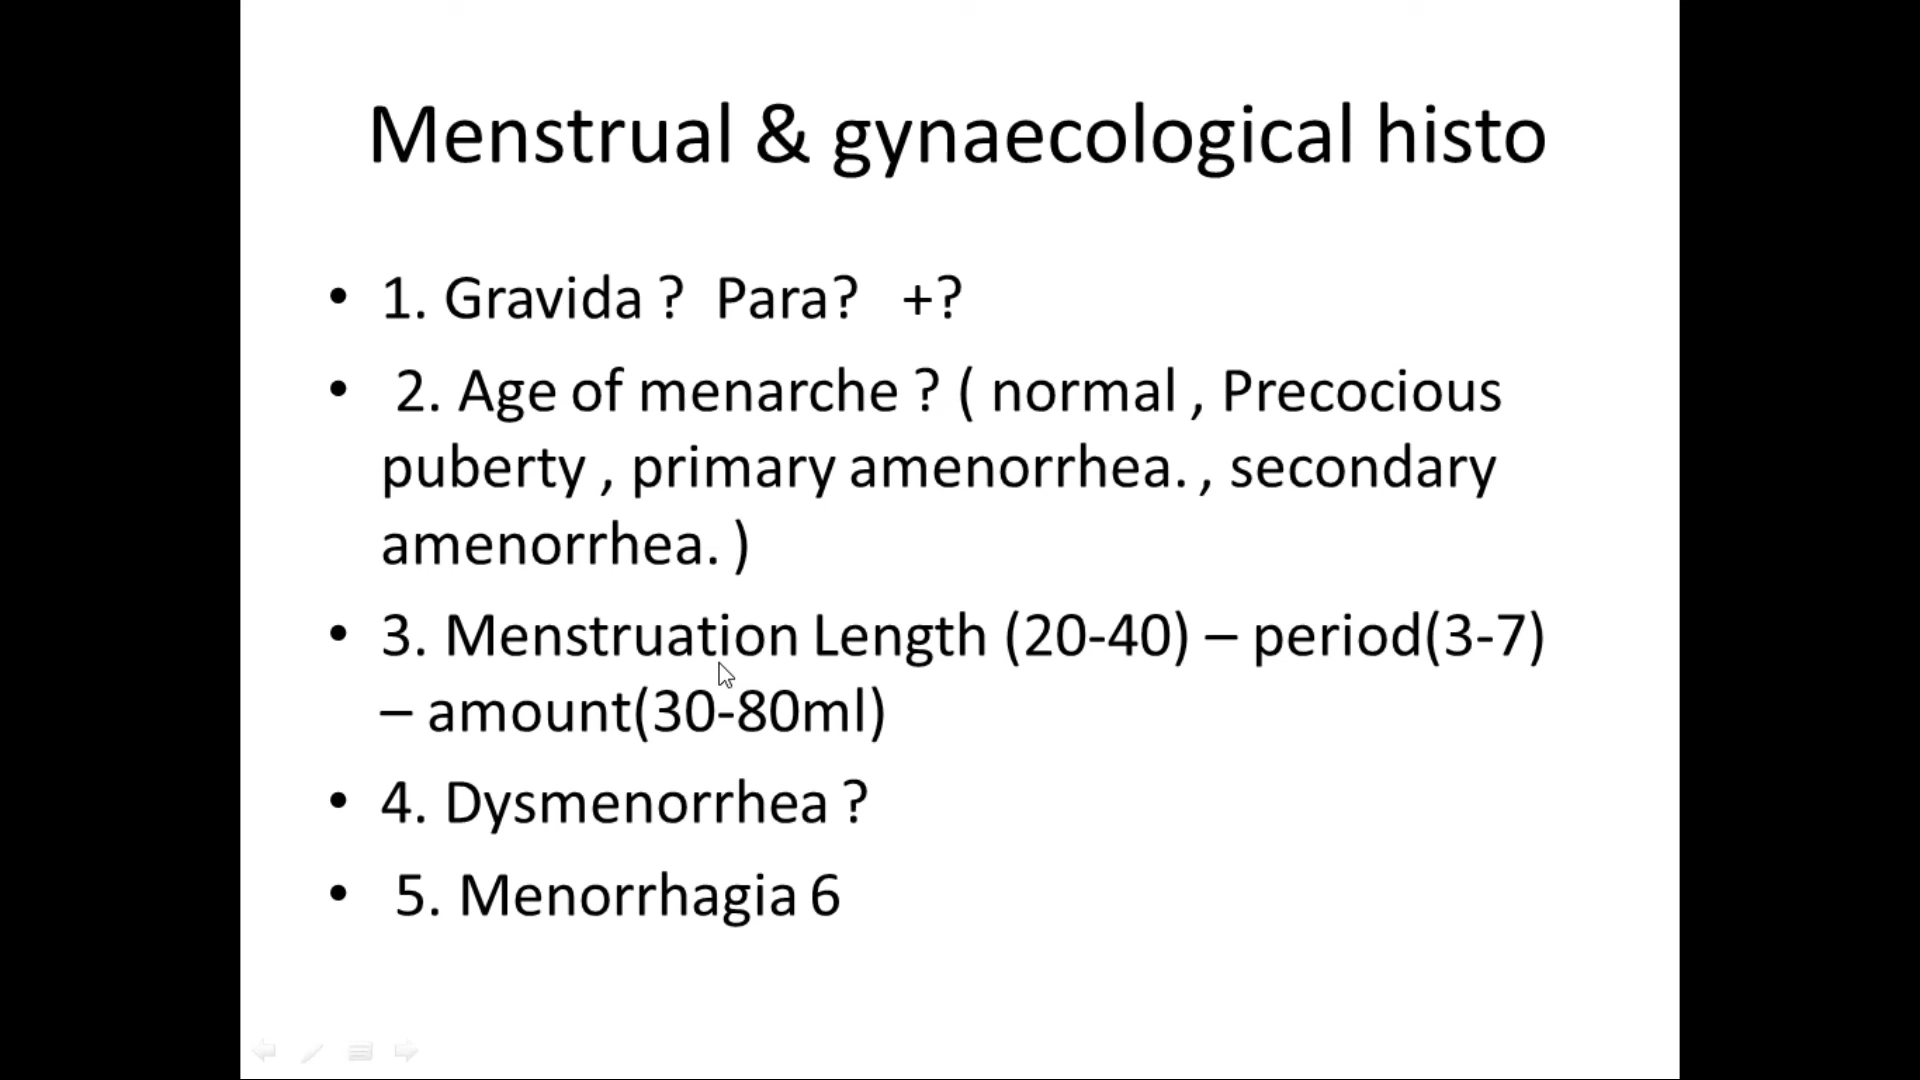 Menstrual & gynaecological histo
• 1. Gravida ?  Para?   +?
•  2. Age of menarche ? ( normal , Precocious
puberty , primary amenorrhea. , secondary
amenorrhea. )
• 3. Menstruation Length (20-40) – period(3-7)
– amount(30-80ml)
• 4. Dysmenorrhea ?
•  5. Menorrhagia 6